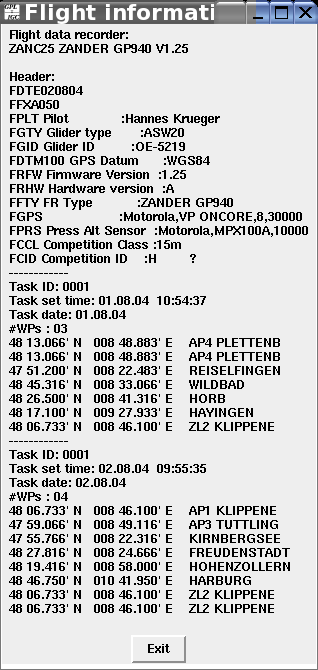 Flight informati
Flight data recorder:
ZANC25 ZANDER GP940 V1.25
Header:
FDTE020804
FFXA050
FPLT Pilot :Hannes Krueger
FGTY Glider type :ASW20
FGID Glider ID :OE-5219
FDTM100 GPS Datum :WGS84
FRFW Firmware Version :1.25
FRHW Hardware version :A
FFTY FR Type :ZANDER GP940
FGPS :Motorola,VP ONCORE,8,30000
FPRS Press Alt Sensor :Motorola,MPX100A,10000
FCCL Competition Class :15m
FCID Competition ID :H ?
------------
Task ID: 0001
Task set time: 01.08.04 10:54:37
Task date: 01.08.04
#WPs : 03
48 13.066' N 008 48.883' E AP4 PLETTENB
48 13.066' N 008 48.883' E AP4 PLETTENB
47 51.200' N 008 22.483' E REISELFINGEN
48 45.316' N 008 33.066' E WILDBAD
48 26.500' N 008 41.316' E HORB
48 17.100' N 009 27.933' E HAYINGEN
48 06.733' N 008 46.100' E ZL2 KLIPPENE
------------
Task ID: 0001
Task set time: 02.08.04 09:55:35
Task date: 02.08.04
#WPs : 04
48 06.733' N 008 46.100' E AP1 KLIPPENE
47 59.066' N 008 49.116' E AP3 TUTTLING
47 55.766' N 008 22.316' E KIRNBERGSEE
48 27.816' N 008 24.666' E FREUDENSTADT
48 19.416' N 008 58.000' E HOHENZOLLERN
48 46.750' N 010 41.950' E HARBURG
48 06.733' N 008 46.100' E ZL2 KLIPPENE
48 06.733' N 008 46.100' E ZL2 KLIPPENE
Exit